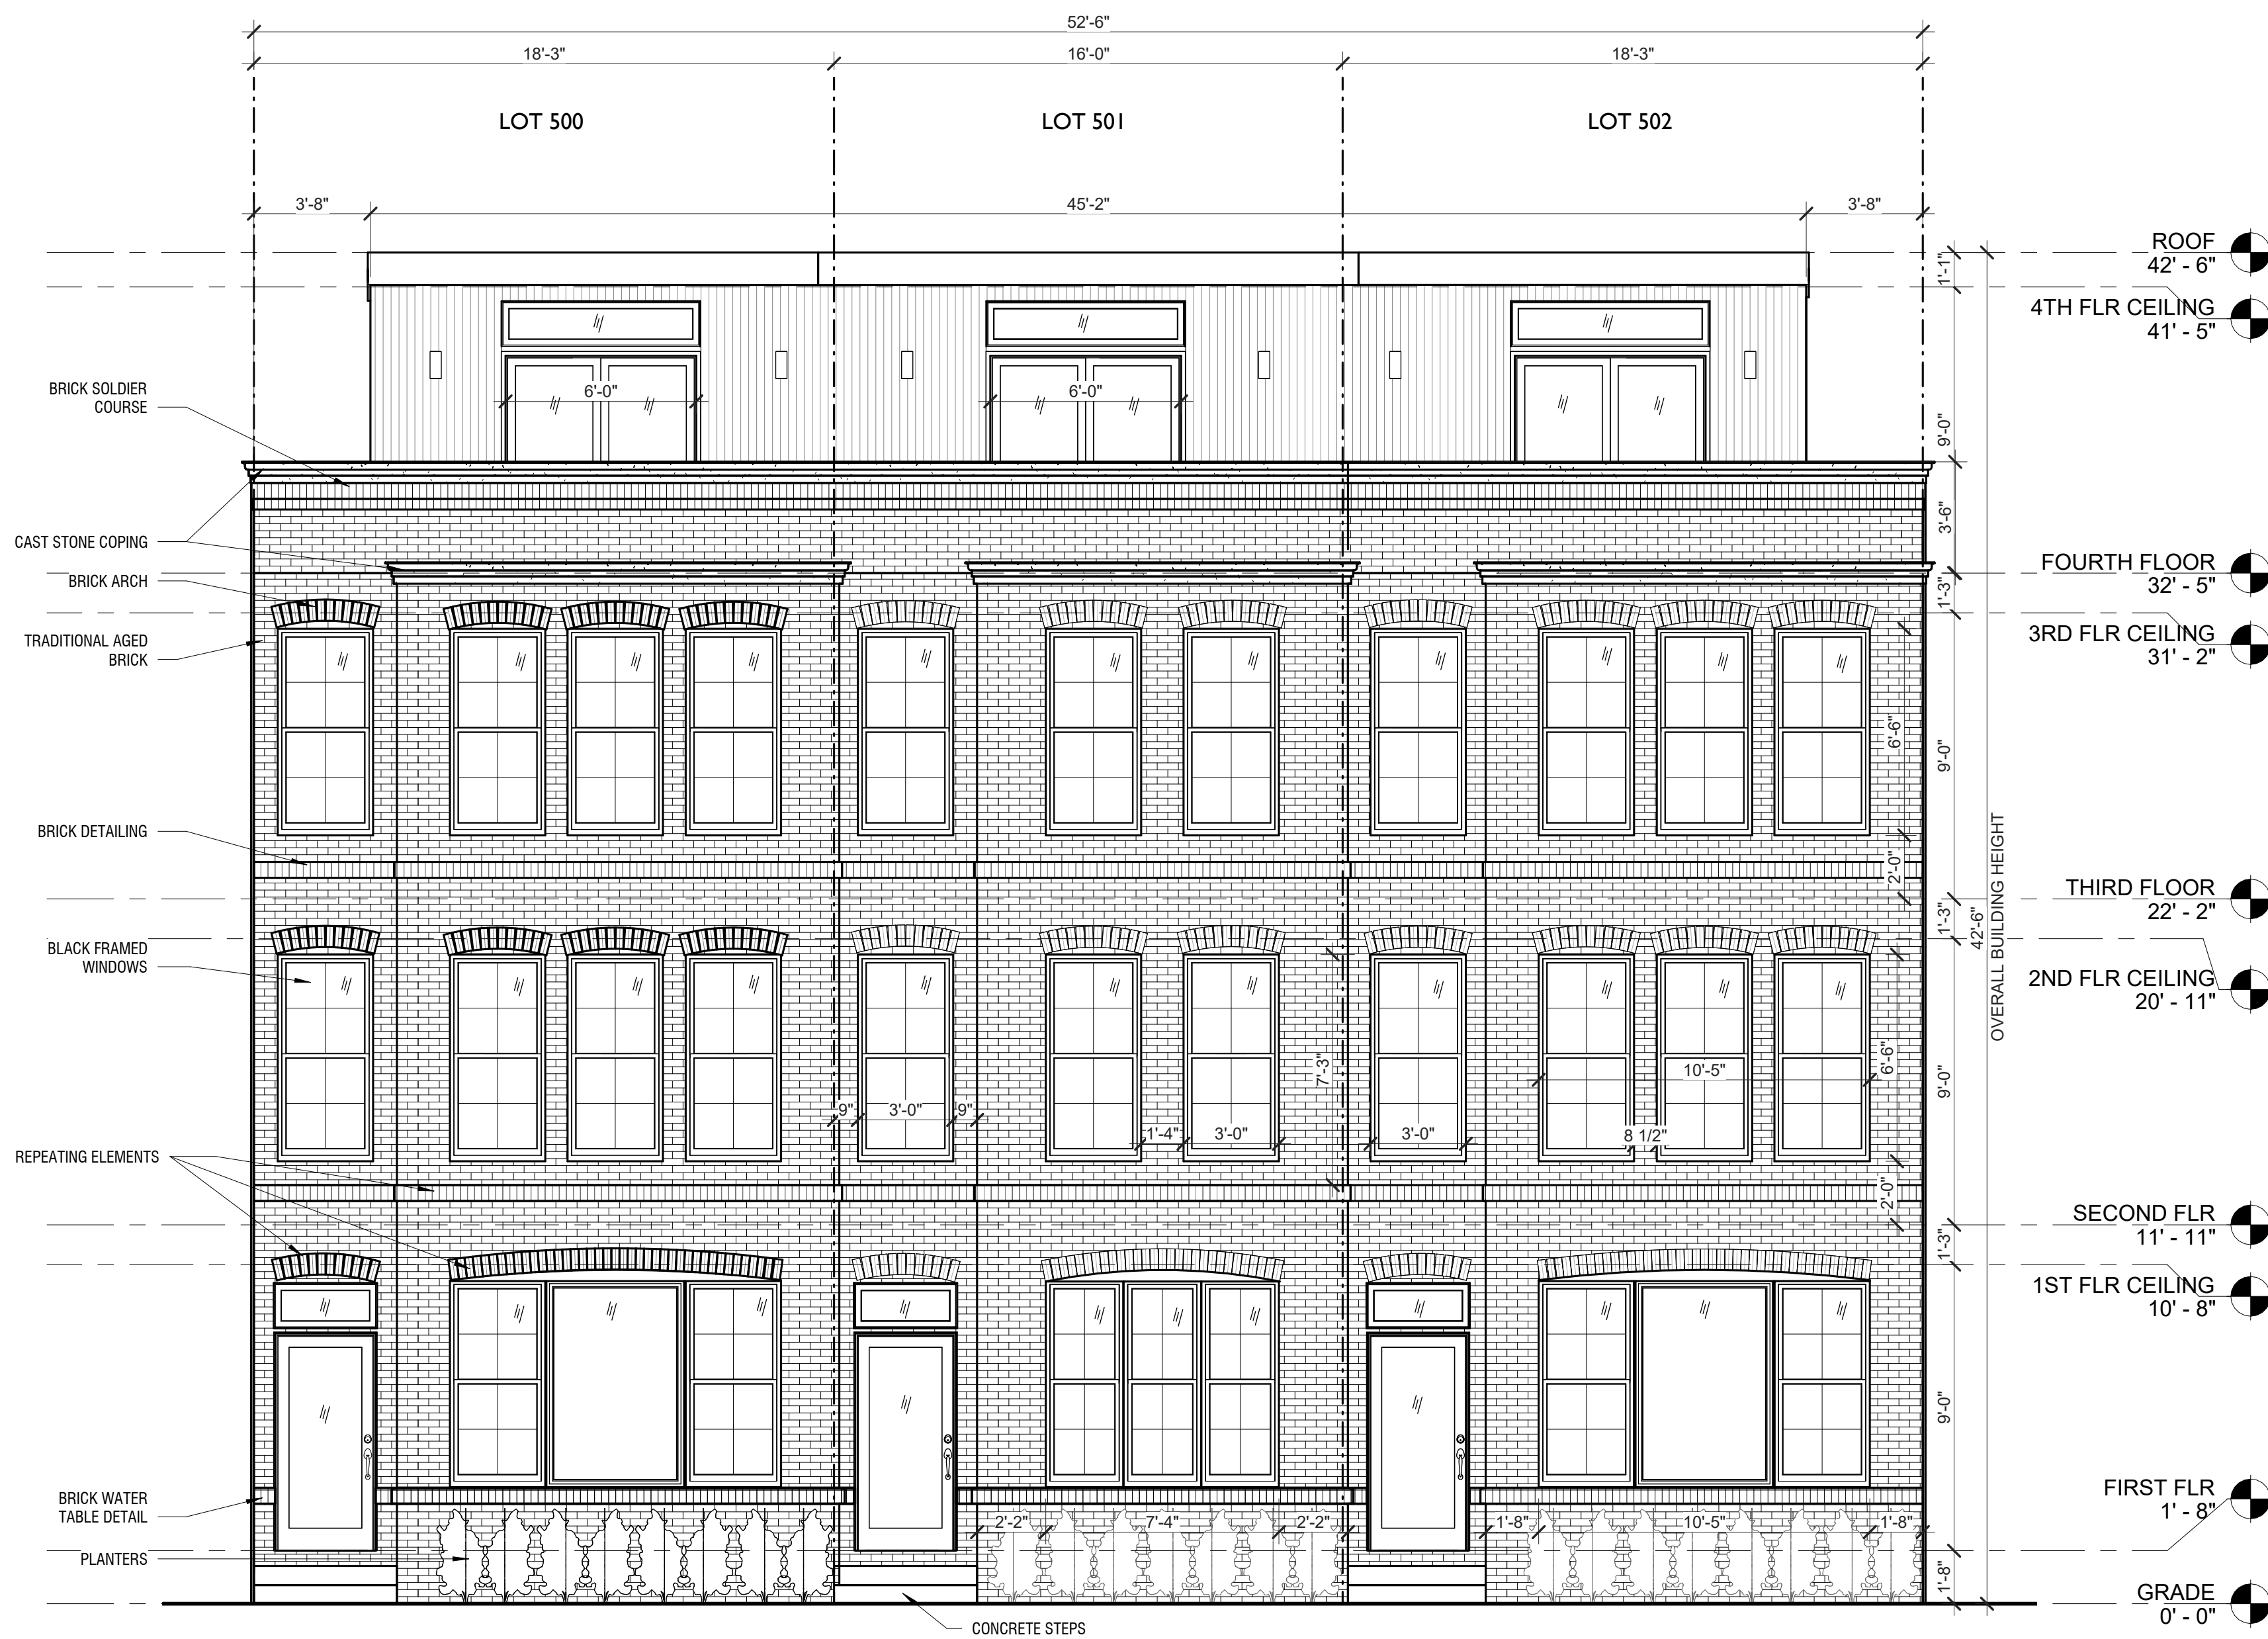 52'-6"
18'-3"
16'-0"
18'-3"
LOT 500
LOT 501
LOT 502
3'-8"
45'-2"
3'-8"
ROOF
42' - 6"
1'-1"
4TH FLR CEILING
41' - 5"
BRICK SOLDIER
COURSE
6'-0"
6'-0"
9'-0"
3'-6"
CAST STONE COPING
FOURTH FLOOR
32' - 5"
BRICK ARCH
1'-3"
TRADITIONAL AGED
BRICK
3RD FLR CEILING
31' - 2"
6'-6"
9'-0"
BRICK DETAILING
2'-0"
THIRD FLOOR
22' - 2"
1'-3"
42'-6"
OVERALL BUILDING HEIGHT
BLACK FRAMED
WINDOWS
2ND FLR CEILING
20' - 11"
7'-3"
10'-5"
6'-6"
9'-0"
9"
3'-0"
9"
1'-4"
3'-0"
3'-0"
8 1/2"
REPEATING ELEMENTS
2'-0"
SECOND FLR
11' - 11"
1'-3"
1ST FLR CEILING
10' - 8"
9'-0"
BRICK WATER
TABLE DETAIL
FIRST FLR
1' - 8"
2'-2"
7'-4"
2'-2"
1'-8"
10'-5"
1'-8"
PLANTERS
1'-8"
GRADE
0' - 0"
CONCRETE STEPS